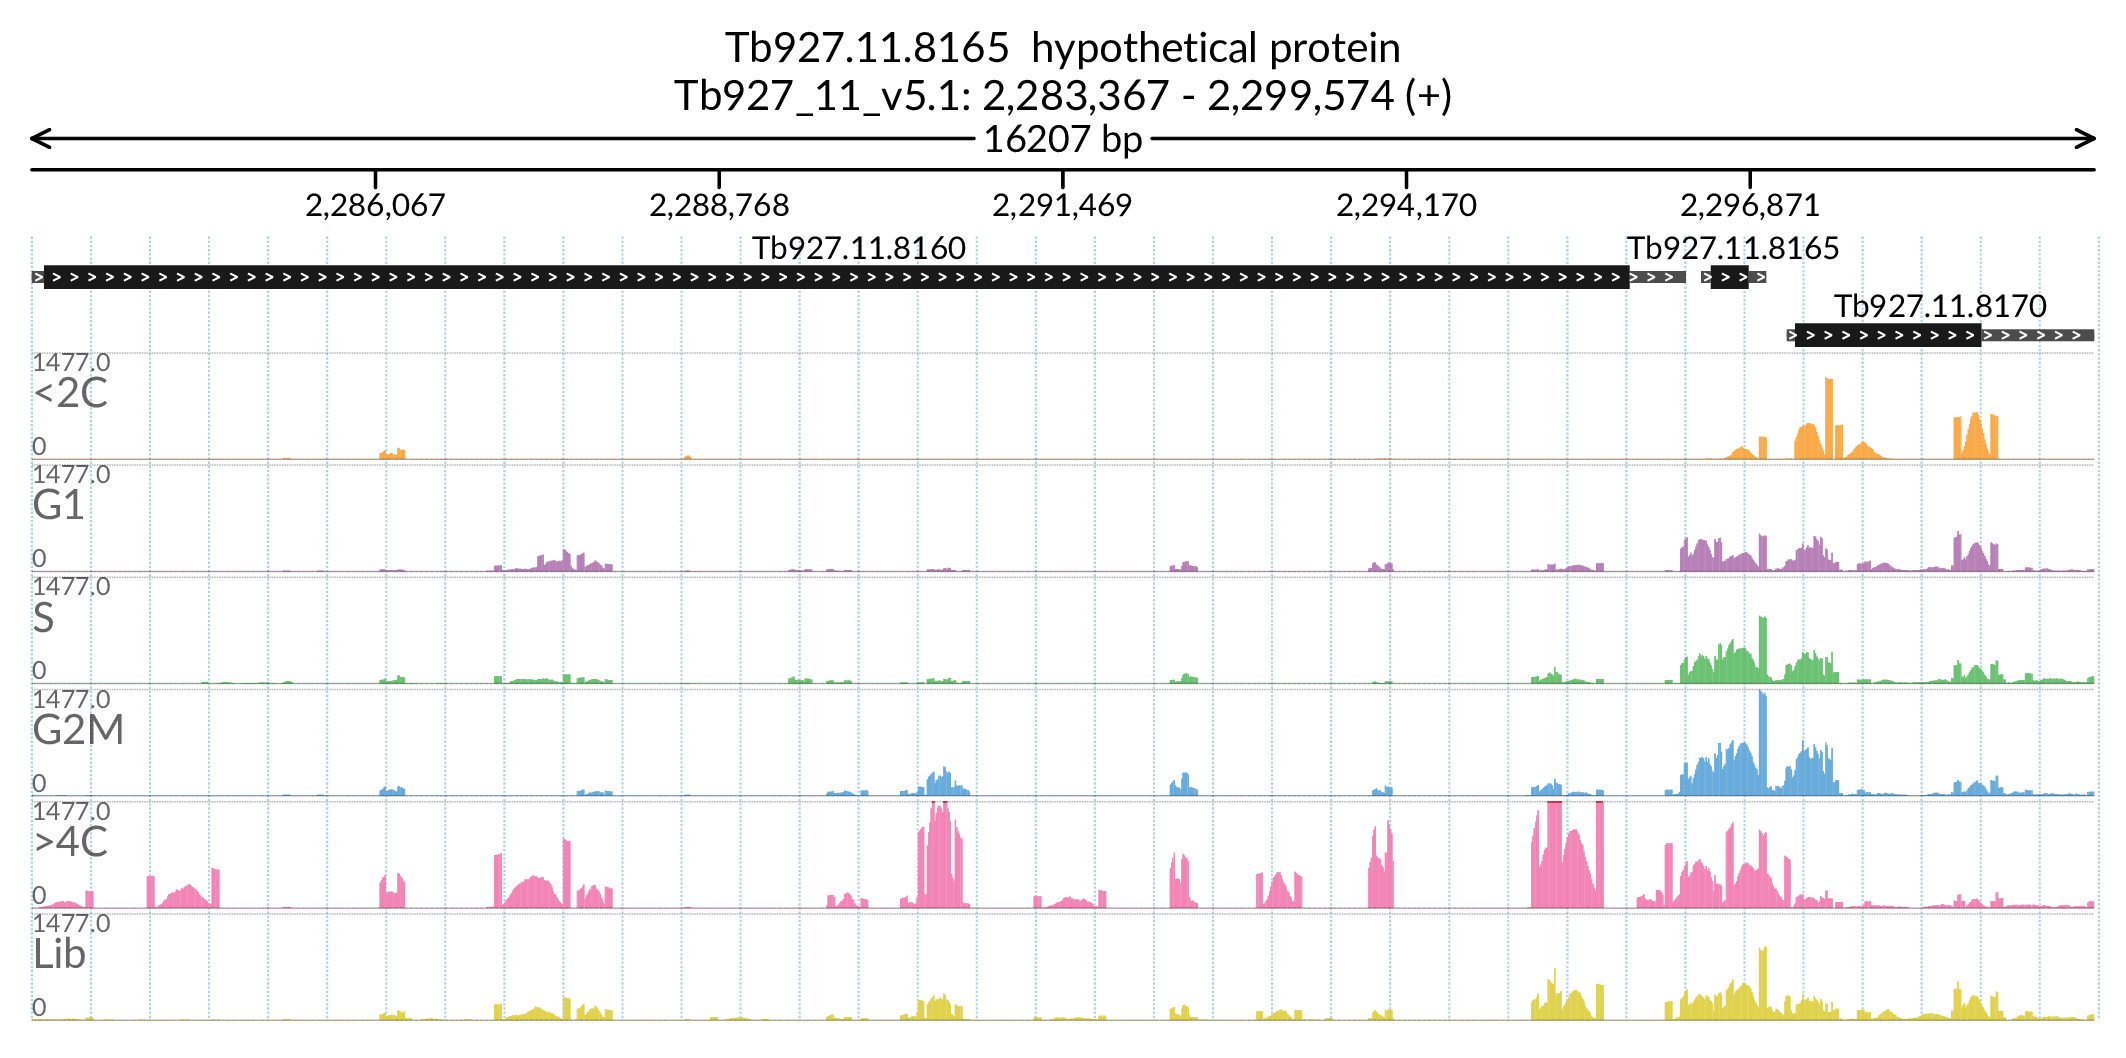 Tb927.11.8165 hypothetical protein
Tb927_11_v5.1: 2,283,367 - 2,299,574 (+)
16207 bp
2,286,067 2,288,768 2,291,469 2,294,170 2,296,871
Tb927.11.8160 Tb927.11.8165
Tb927.11.8170
1477.0
<2C
0
1477.0
G1
0
1477.0
S
0
1477.0
G2M
0
1477.0
>4C
0
1477.0
Lib
0